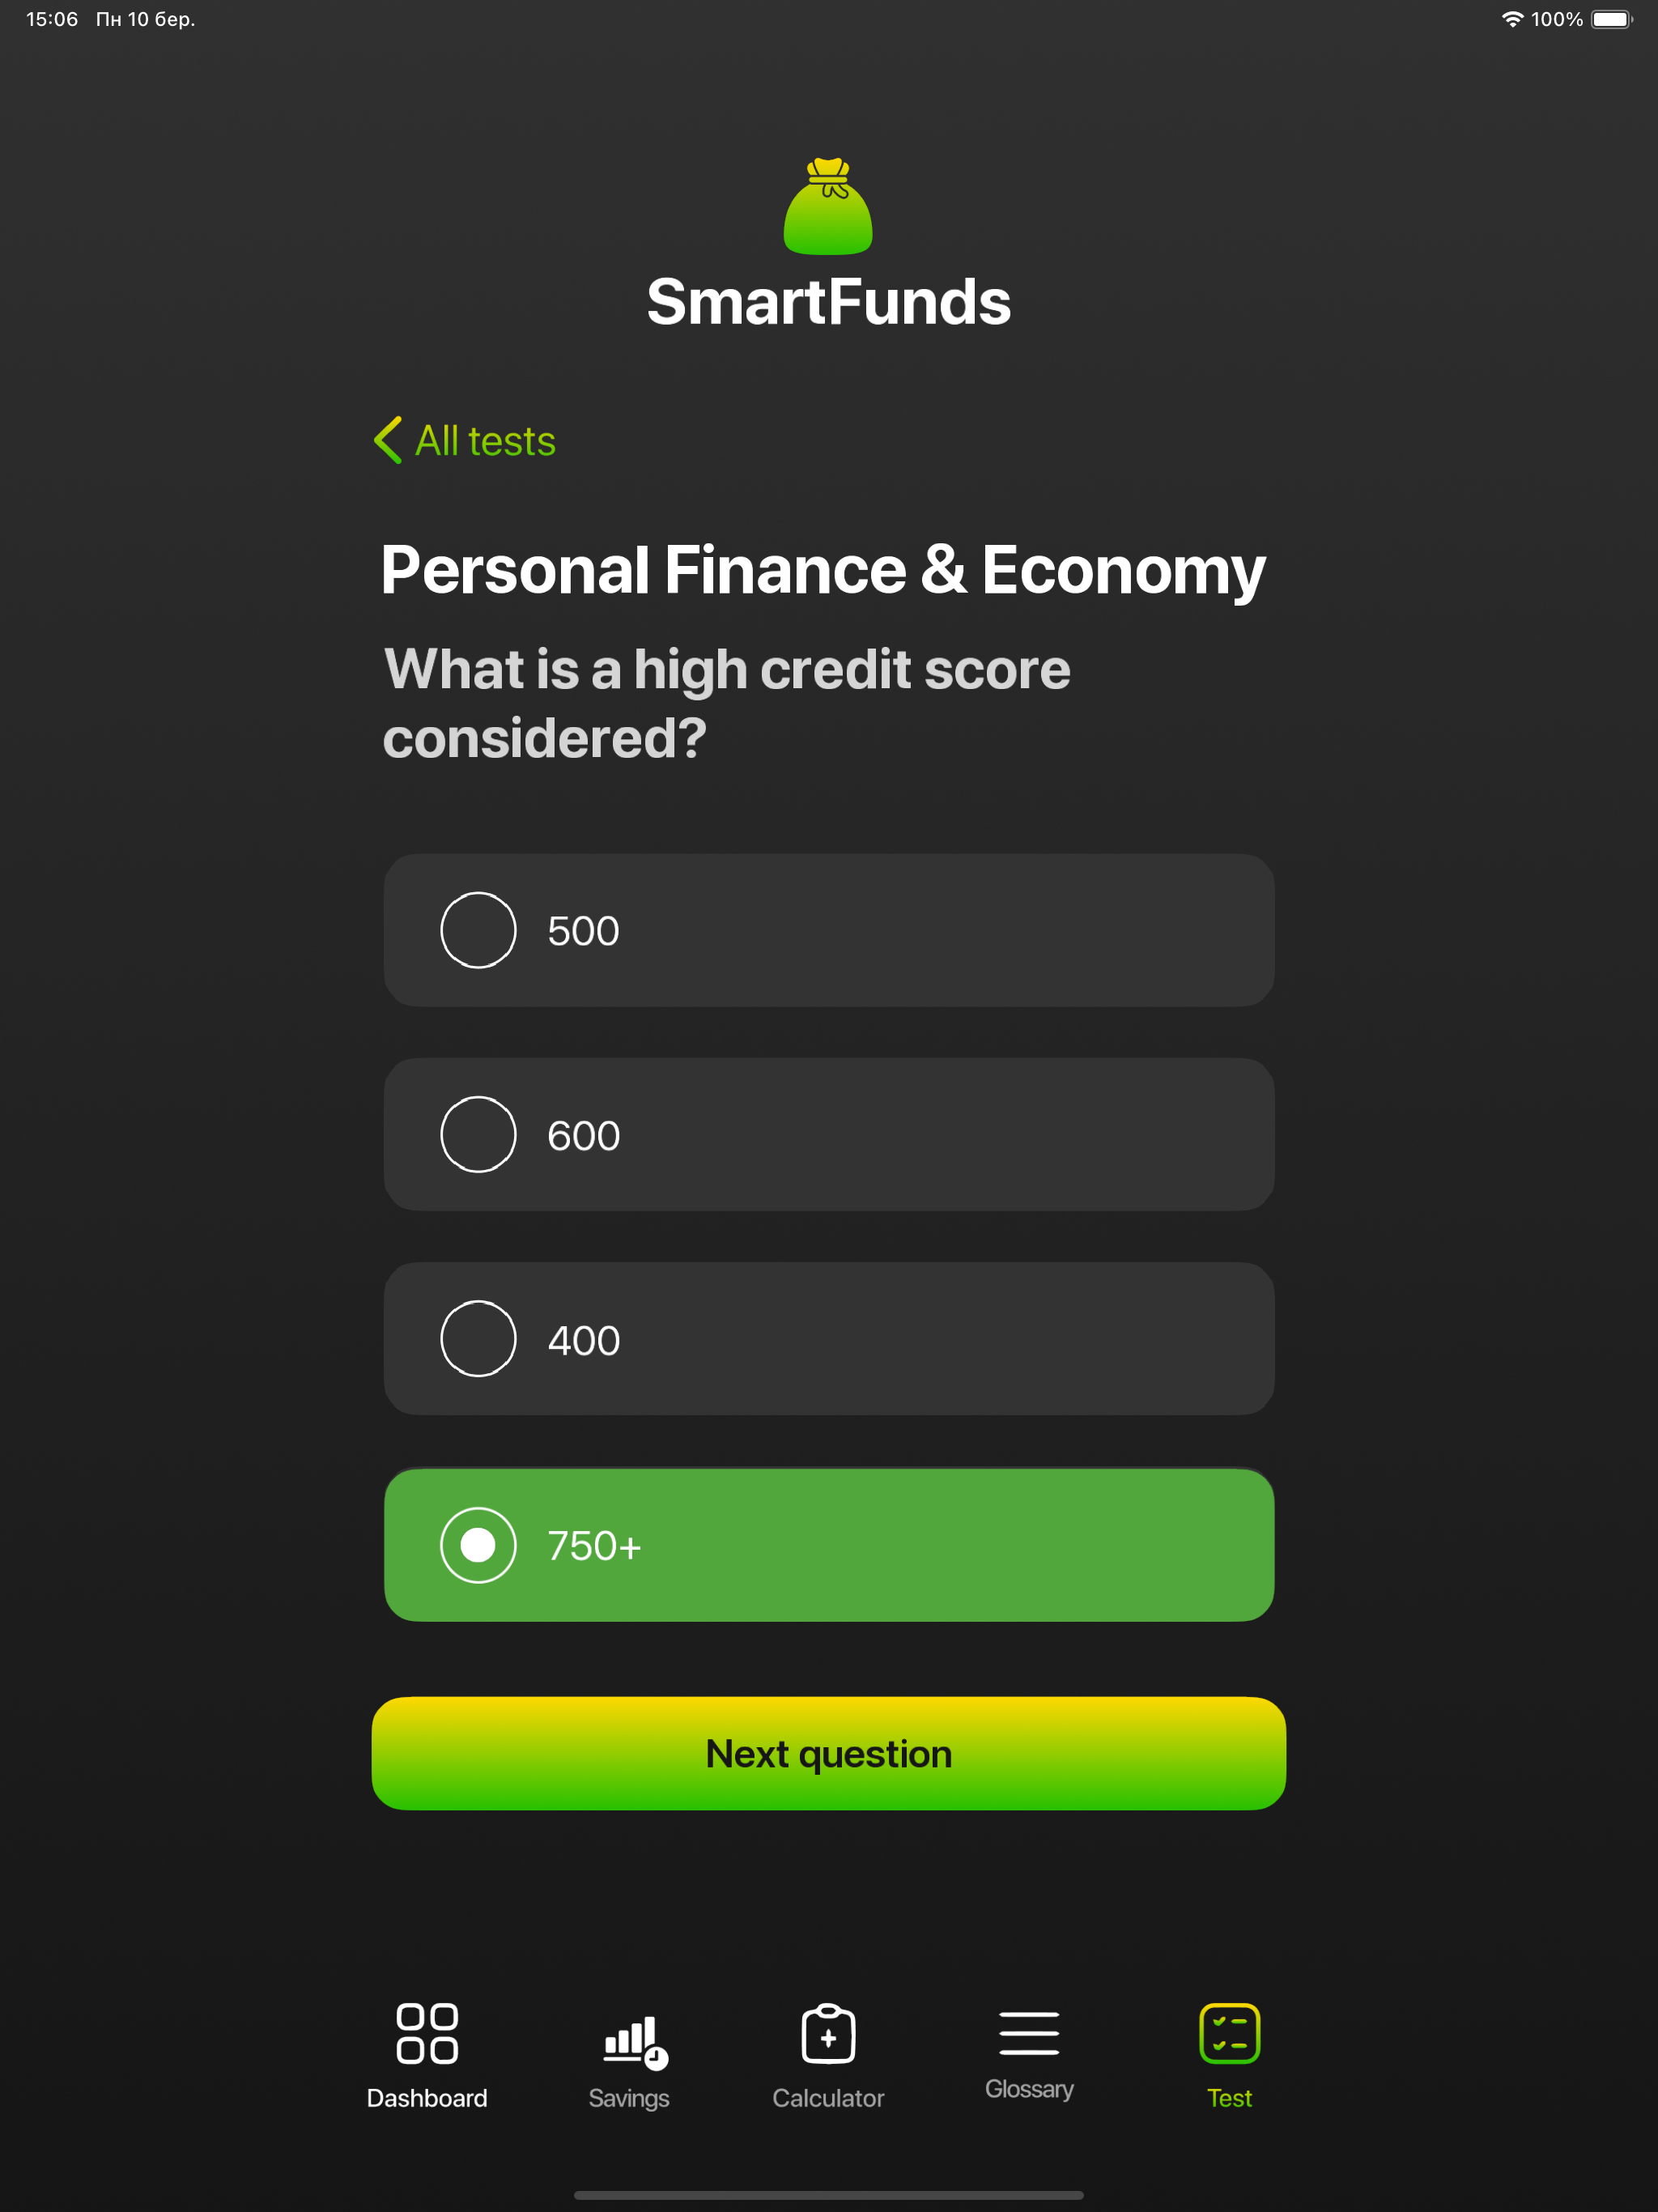 15:06 Пн 10 бер.
100%
SmartFunds
All tests
Personal Finance & Economy
What is a high credit score
considered?
500
600
400
750+
Next question
Dashboard
Savings
Calculator
Glossary
Test